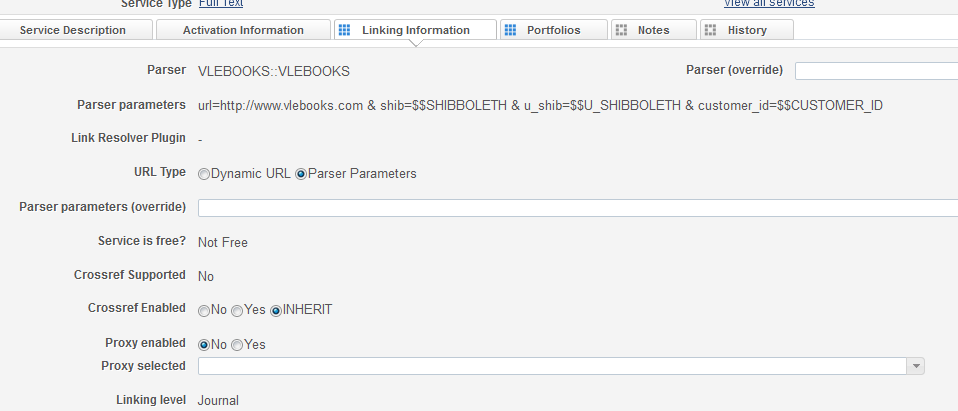 Service Type Full Text View all services
Service Description Activation Information Linking Information Portfolios Notes History
Parser VLEBOOKS::VLEBOOKS Parser (override)
Parser parameters url=http://www.vlebooks.com & shib=$$SHIBBOLETH & u_shib=$$U_SHIBBOLETH & customer_id=$$CUSTOMER_ID
Link Resolver Plugin -
URL Type Dynamic URL Parser Parameters
Parser parameters (override)
Service is free? Not Free
Crossref Supported No
Crossref Enabled No Yes INHERIT
Proxy enabled No Yes
Proxy selected
Linking level Journal